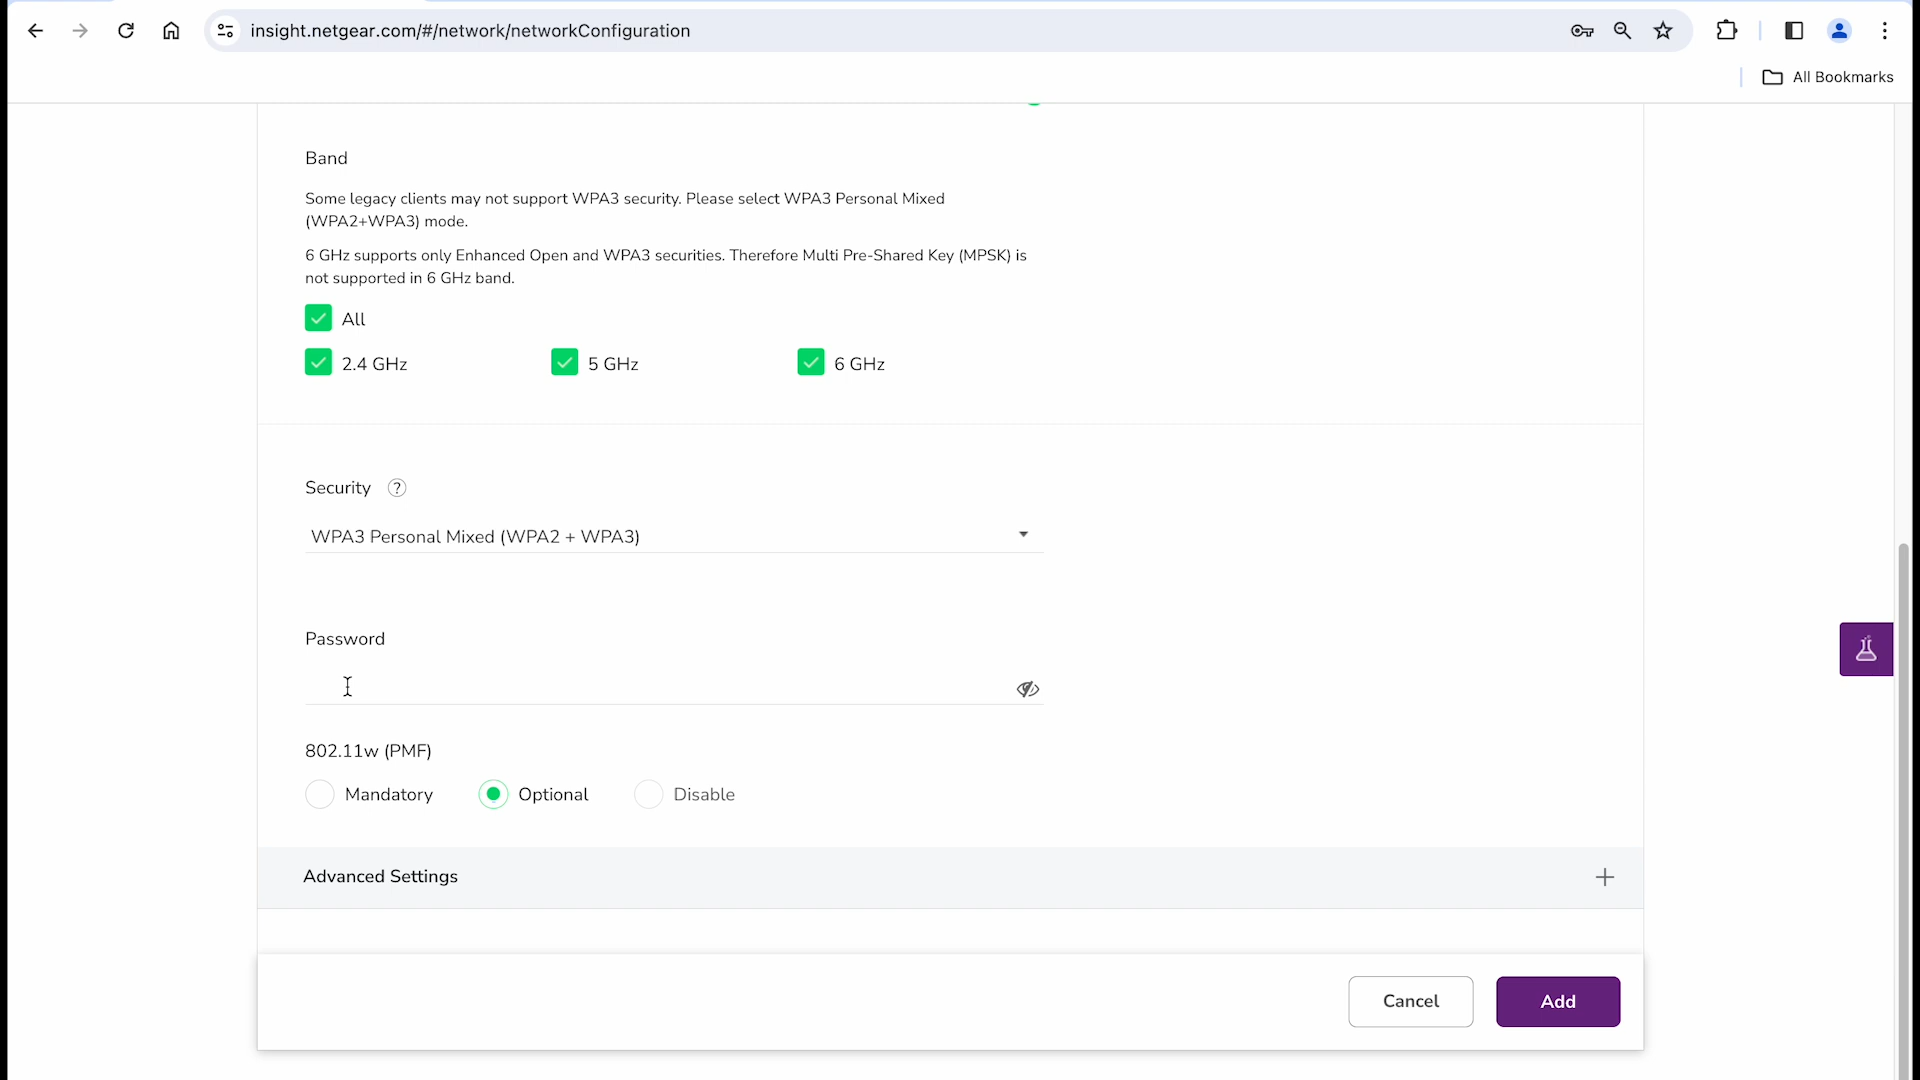 insight.netgear.com/#/network/networkConfiguration
All Bookmarks
Band
Some legacy clients may not support WPA3 security. Please select WPA3 Personal Mixed
(WPA2+WPA3) mode.
6 GHz supports only Enhanced Open and WPA3 securities. Therefore Multi Pre-Shared Key (MPSK) is
not supported in 6 GHz band.
All
2.4 GHz 5 GHz 6 GHz
Security ?
WPA3 Personal Mixed (WPA2 + WPA3)
Password
802.11w (PMF)
Mandatory Optional Disable
Advanced Settings
Cancel Add